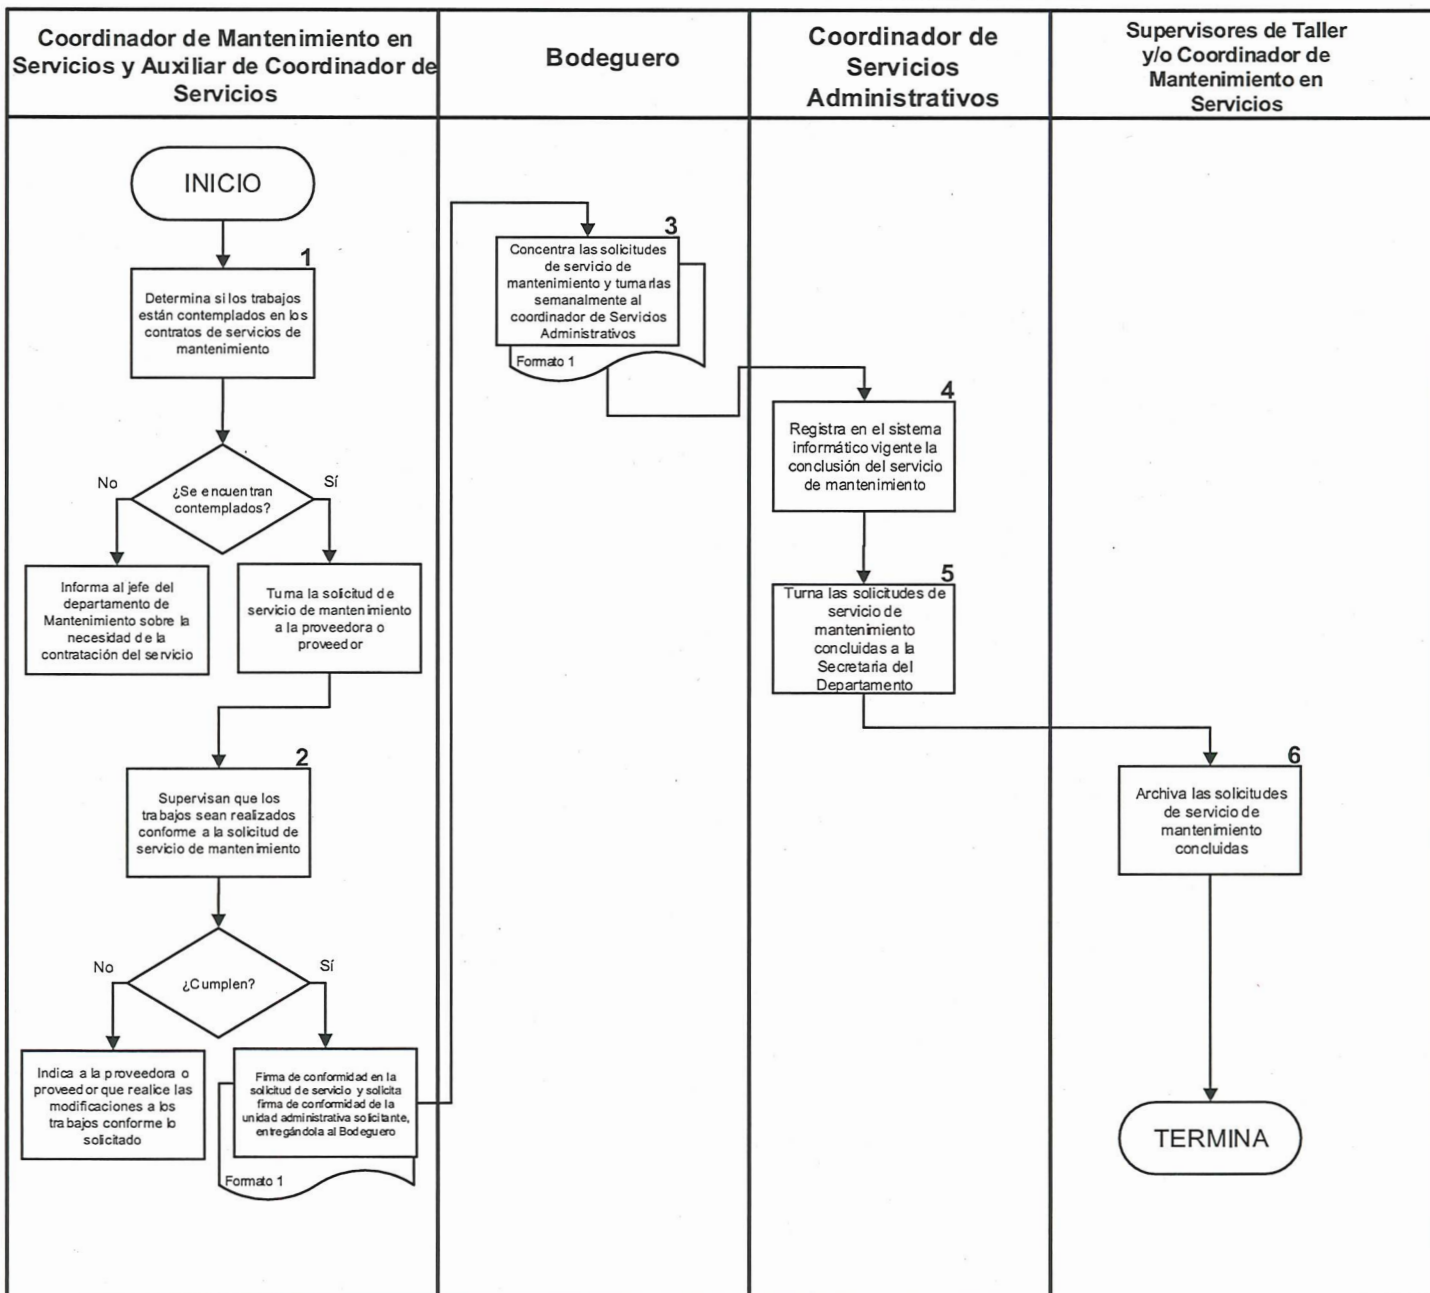 Coordinador de Mantenimiento en
Servicios y Auxiliar de Coordinador de
Servicios
Bodeguero
Coordinador de
Servicios
Administrativos
Supervisores de Taller
y/o Coordinador de
Mantenimiento en
Servicios
INICIO
1
Determina si los trabajos
están contemplados en los
contratos de servicios de
mantenimiento
¿Se encuentran
contemplados?
No
Sí
Informa al jefe del
departamento de
Mantenimiento sobre la
necesidad de la
contratación del servicio
Turna la solicitud de
servicio de mantenimiento
a la proveedora o
proveedor
2
Supervisan que los
trabajos sean realizados
conforme a la solicitud de
servicio de mantenimiento
¿Cumplen?
No
Sí
Indica a la proveedora o
proveedor que realice las
modificaciones a los
trabajos conforme lo
solicitado
Firma de conformidad en la
solicitud de servicio y solicita
firma de conformidad de la
unidad administrativa solicitante,
entregándola al Bodeguero
Formato 1
3
Concentra las solicitudes
de servicio de
mantenimiento y turnarlas
semanalmente al
coordinador de Servicios
Administrativos
Formato 1
4
Registra en el sistema
informático vigente la
conclusión del servicio
de mantenimiento
5
Turna las solicitudes de
servicio de
mantenimiento
concluidas a la
Secretaria del
Departamento
6
Archiva las solicitudes
de servicio de
mantenimiento
concluidas
TERMINA